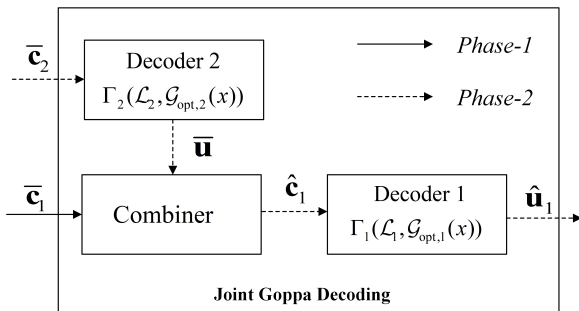 c̅₂
Decoder 2
Γ₂(ℒ₂,𝒢opt,2(x))
Phase-1
Phase-2
u̅
c̅₁
Combiner
ĉ₁
Decoder 1
Γ₁(ℒ₁,𝒢opt,1(x))
û₁
Joint Goppa Decoding